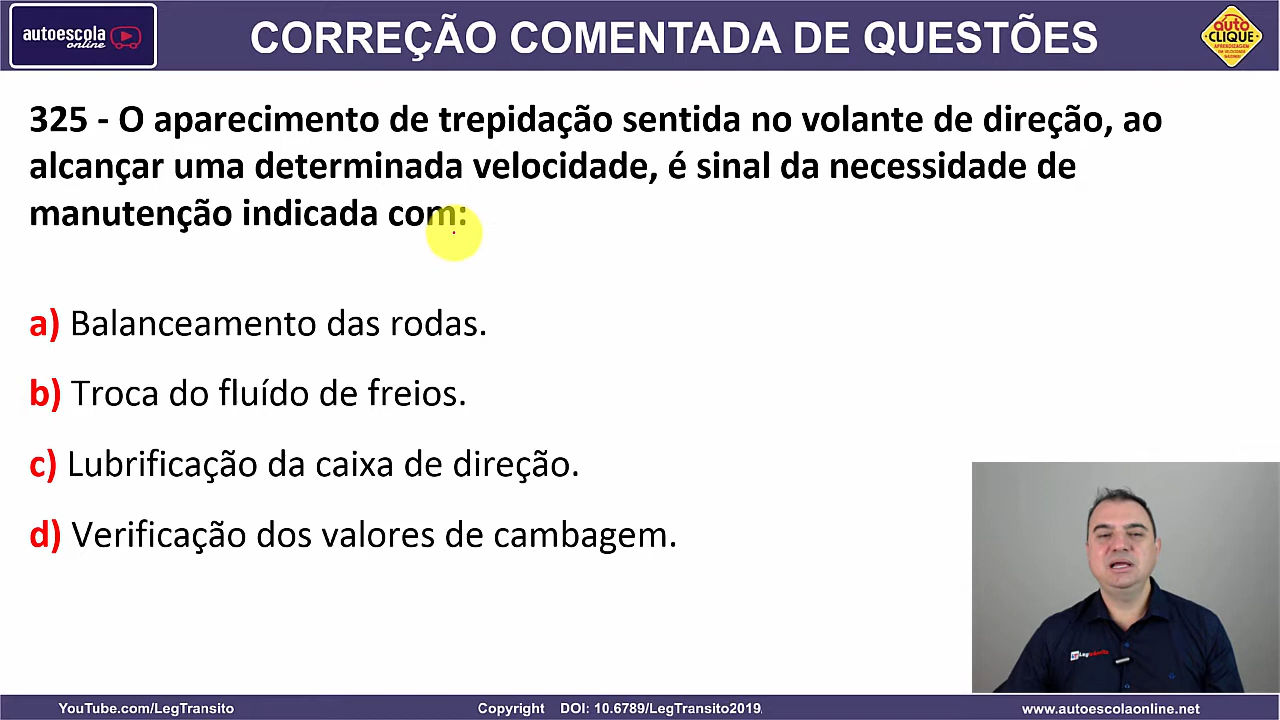 autoescola
online
CORREÇÃO COMENTADA DE QUESTÕES
auto
CLIQUE
APRENDIZAGEM
325 - O aparecimento de trepidação sentida no volante de direção, ao
alcançar uma determinada velocidade, é sinal da necessidade de
manutenção indicada com:
a) Balanceamento das rodas.
b) Troca do fluído de freios.
c) Lubrificação da caixa de direção.
d) Verificação dos valores de cambagem.
YouTube.com/LegTransito
Copyright DOI: 10.6789/LegTransito2019
www.autoescolaonline.net